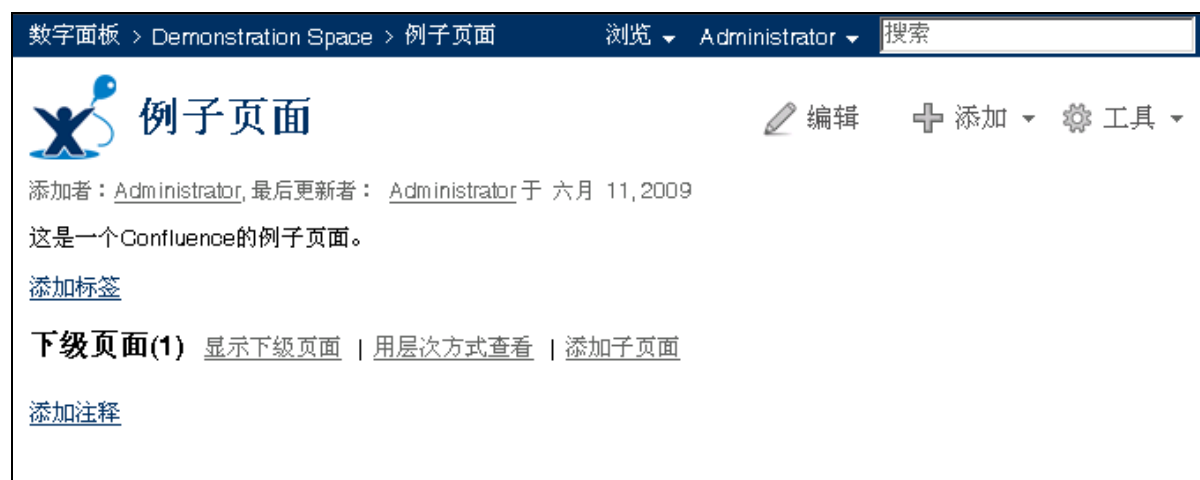 数字面板 > Demonstration Space > 例子页面 浏览 Administrator 搜索
例子页面 编辑 添加 工具
添加者：Administrator, 最后更新者： Administrator 于 六月 11, 2009
这是一个Confluence的例子页面。
添加标签
下级页面(1) 显示下级页面 | 用层次方式查看 | 添加子页面
添加注释